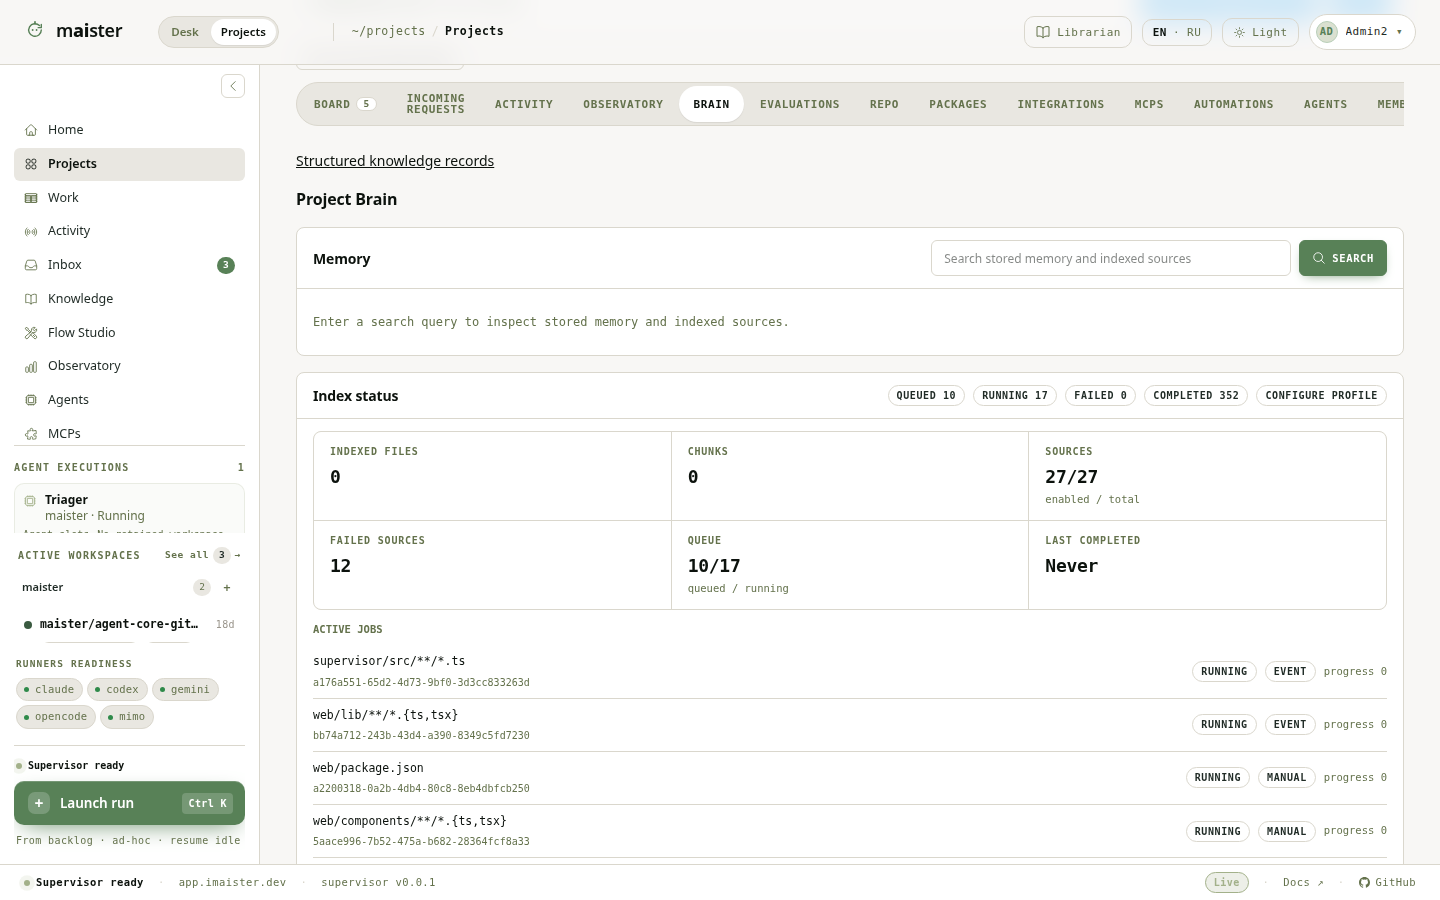 maister
Desk
Projects
~/projects / Projects
Librarian
EN · RU
Light
AD
Admin2
Home
Projects
Work
Activity
Inbox
3
Knowledge
Flow Studio
Observatory
Agents
MCPs
AGENT EXECUTIONS
1
Triager
maister · Running
ACTIVE WORKSPACES
See all 3 →
maister
2
+
maister/agent-core-git…
18d
RUNNERS READINESS
claude
codex
gemini
opencode
mimo
Supervisor ready
+ Launch run
Ctrl K
From backlog · ad-hoc · resume idle
BOARD 5
INCOMING
REQUESTS
ACTIVITY
OBSERVATORY
BRAIN
EVALUATIONS
REPO
PACKAGES
INTEGRATIONS
MCPS
AUTOMATIONS
AGENTS
MEMB
Structured knowledge records
Project Brain
Memory
Search stored memory and indexed sources
SEARCH
Enter a search query to inspect stored memory and indexed sources.
Index status
QUEUED 10
RUNNING 17
FAILED 0
COMPLETED 352
CONFIGURE PROFILE
INDEXED FILES
0
CHUNKS
0
SOURCES
27/27
enabled / total
FAILED SOURCES
12
QUEUE
10/17
queued / running
LAST COMPLETED
Never
ACTIVE JOBS
supervisor/src/**/*.ts
a176a551-65d2-4d73-9bf0-3d3cc833263d
RUNNING
EVENT
progress 0
web/lib/**/*.{ts,tsx}
bb74a712-243b-43d4-a390-8349c5fd7230
RUNNING
EVENT
progress 0
web/package.json
a2200318-0a2b-4db4-80c8-8eb4dbfcb250
RUNNING
MANUAL
progress 0
web/components/**/*.{ts,tsx}
5aace996-7b52-475a-b682-28364fcf8a33
RUNNING
MANUAL
progress 0
Supervisor ready · app.imaister.dev · supervisor v0.0.1
Live · Docs ↗ · GitHub